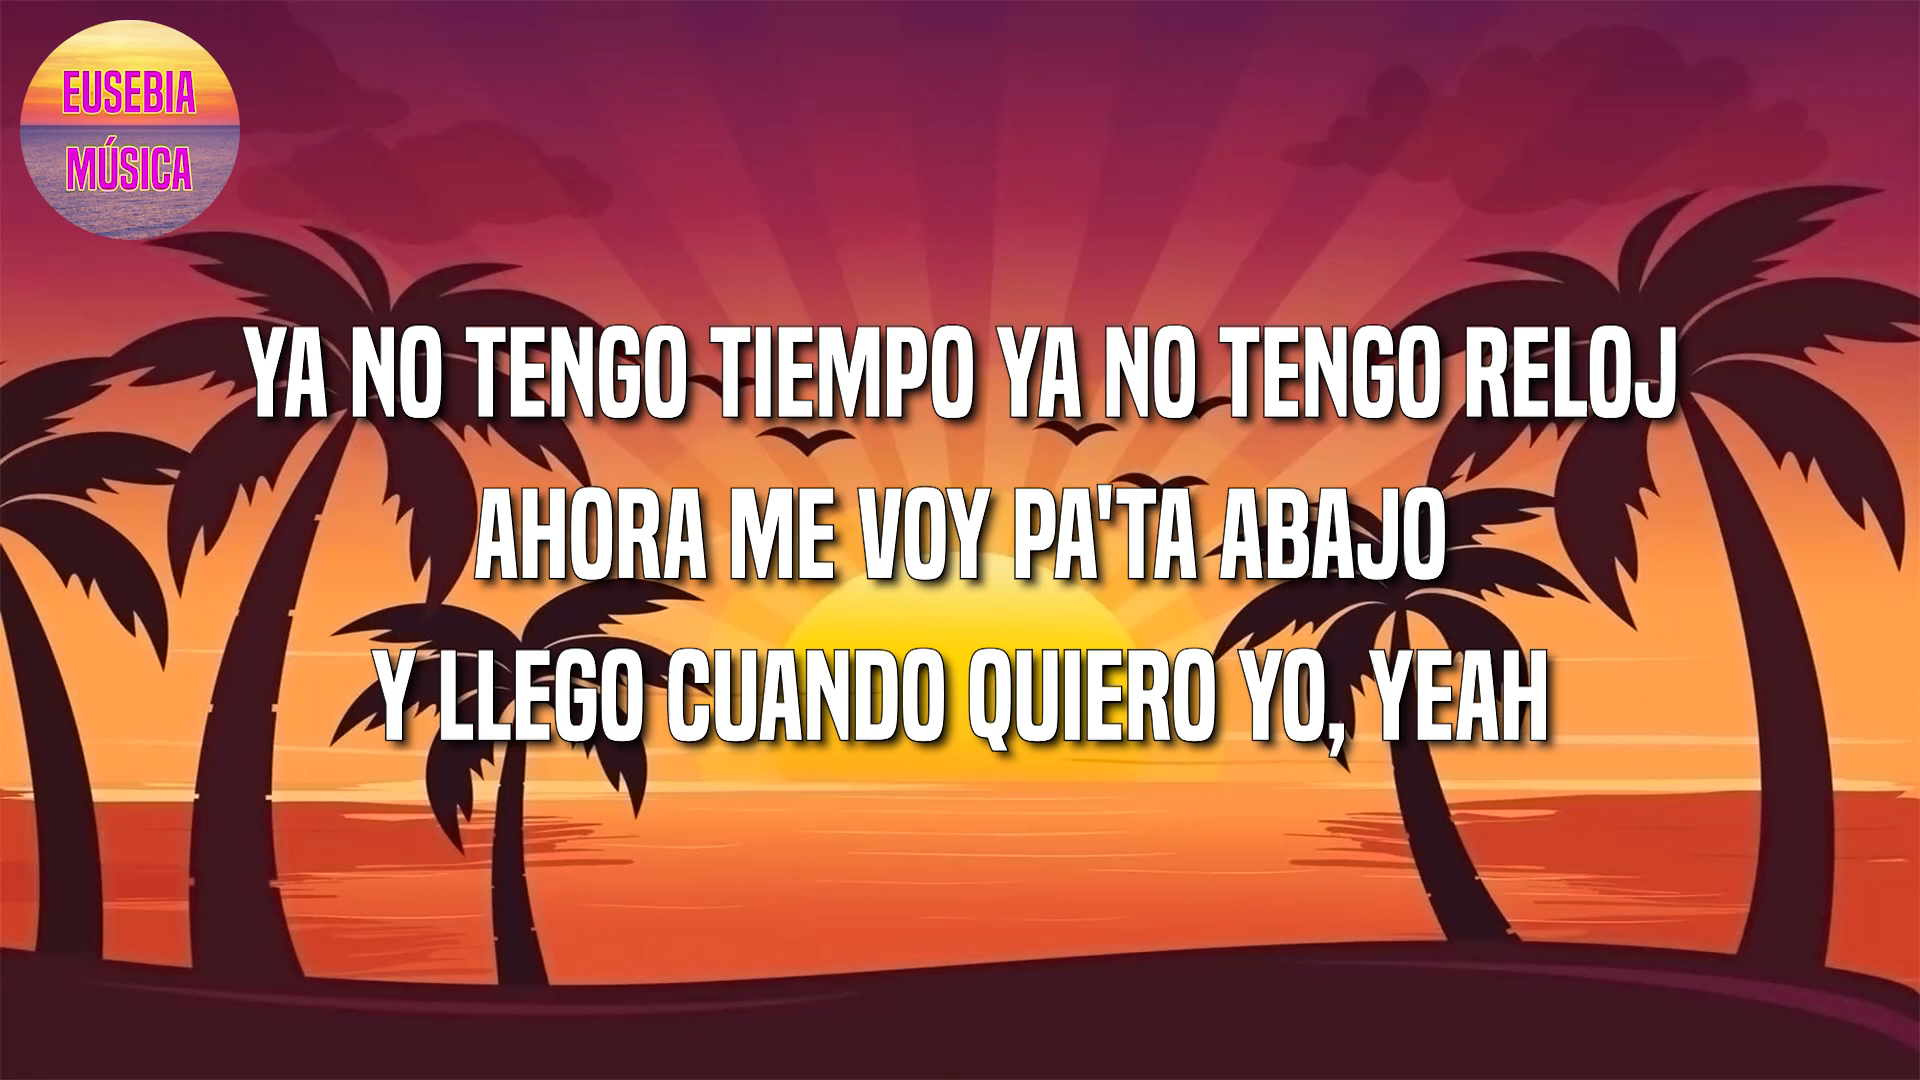 EUSEBIA
MÚSICA
YA NO TENGO TIEMPO YA NO TENGO RELOJ
AHORA ME VOY PA'TA ABAJO
Y LLEGO CUANDO QUIERO YO, YEAH